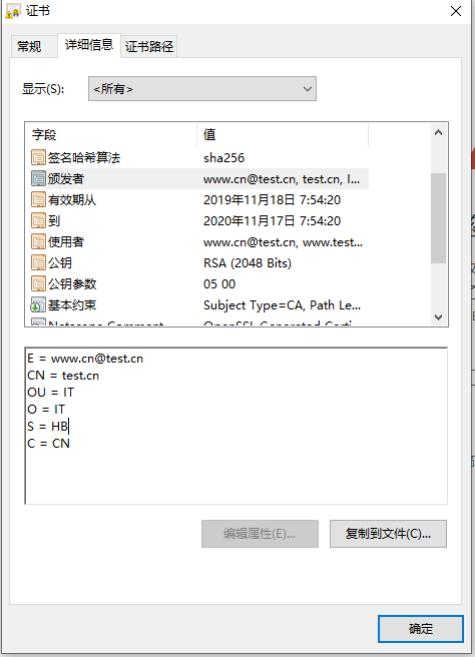 证书
常规 详细信息 证书路径
显示(S): <所有>
字段 值
签名哈希算法 sha256
颁发者 www.cn@test.cn, test.cn, I...
有效期从 2019年11月18日 7:54:20
到 2020年11月17日 7:54:20
使用者 www.cn@test.cn, www.test...
公钥 RSA (2048 Bits)
公钥参数 05 00
基本约束 Subject Type=CA, Path Le...
Netscape Comment OpenSSL Generated Certi...
E = www.cn@test.cn
CN = test.cn
OU = IT
O = IT
S = HB
C = CN
编辑属性(E)... 复制到文件(C)...
确定